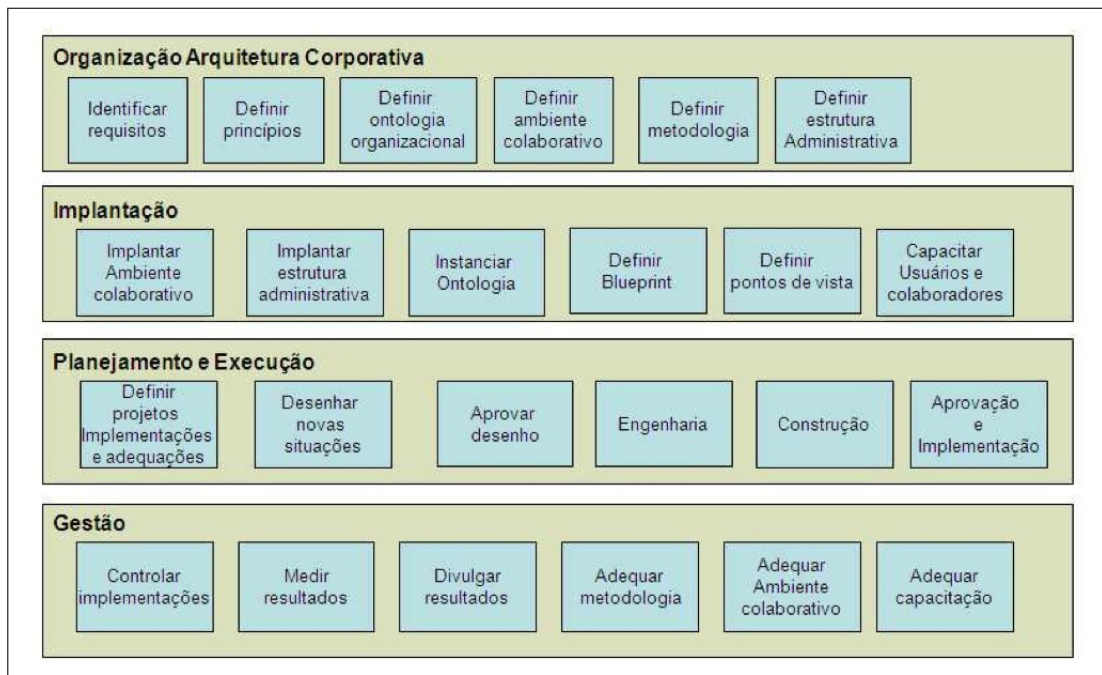 Organização Arquitetura Corporativa
Identificar
requisitos
Definir
princípios
Definir
ontologia
organizacional
Definir
ambiente
colaborativo
Definir
metodologia
Definir
estrutura
Administrativa
Implantação
Implantar
Ambiente
colaborativo
Implantar
estrutura
administrativa
Instanciar
Ontologia
Definir
Blueprint
Definir
pontos de vista
Capacitar
Usuários e
colaboradores
Planejamento e Execução
Definir
projetos
Implementações
e adequações
Desenhar
novas
situações
Aprovar
desenho
Engenharia
Construção
Aprovação
e
Implementação
Gestão
Controlar
implementações
Medir
resultados
Divulgar
resultados
Adequar
metodologia
Adequar
Ambiente
colaborativo
Adequar
capacitação